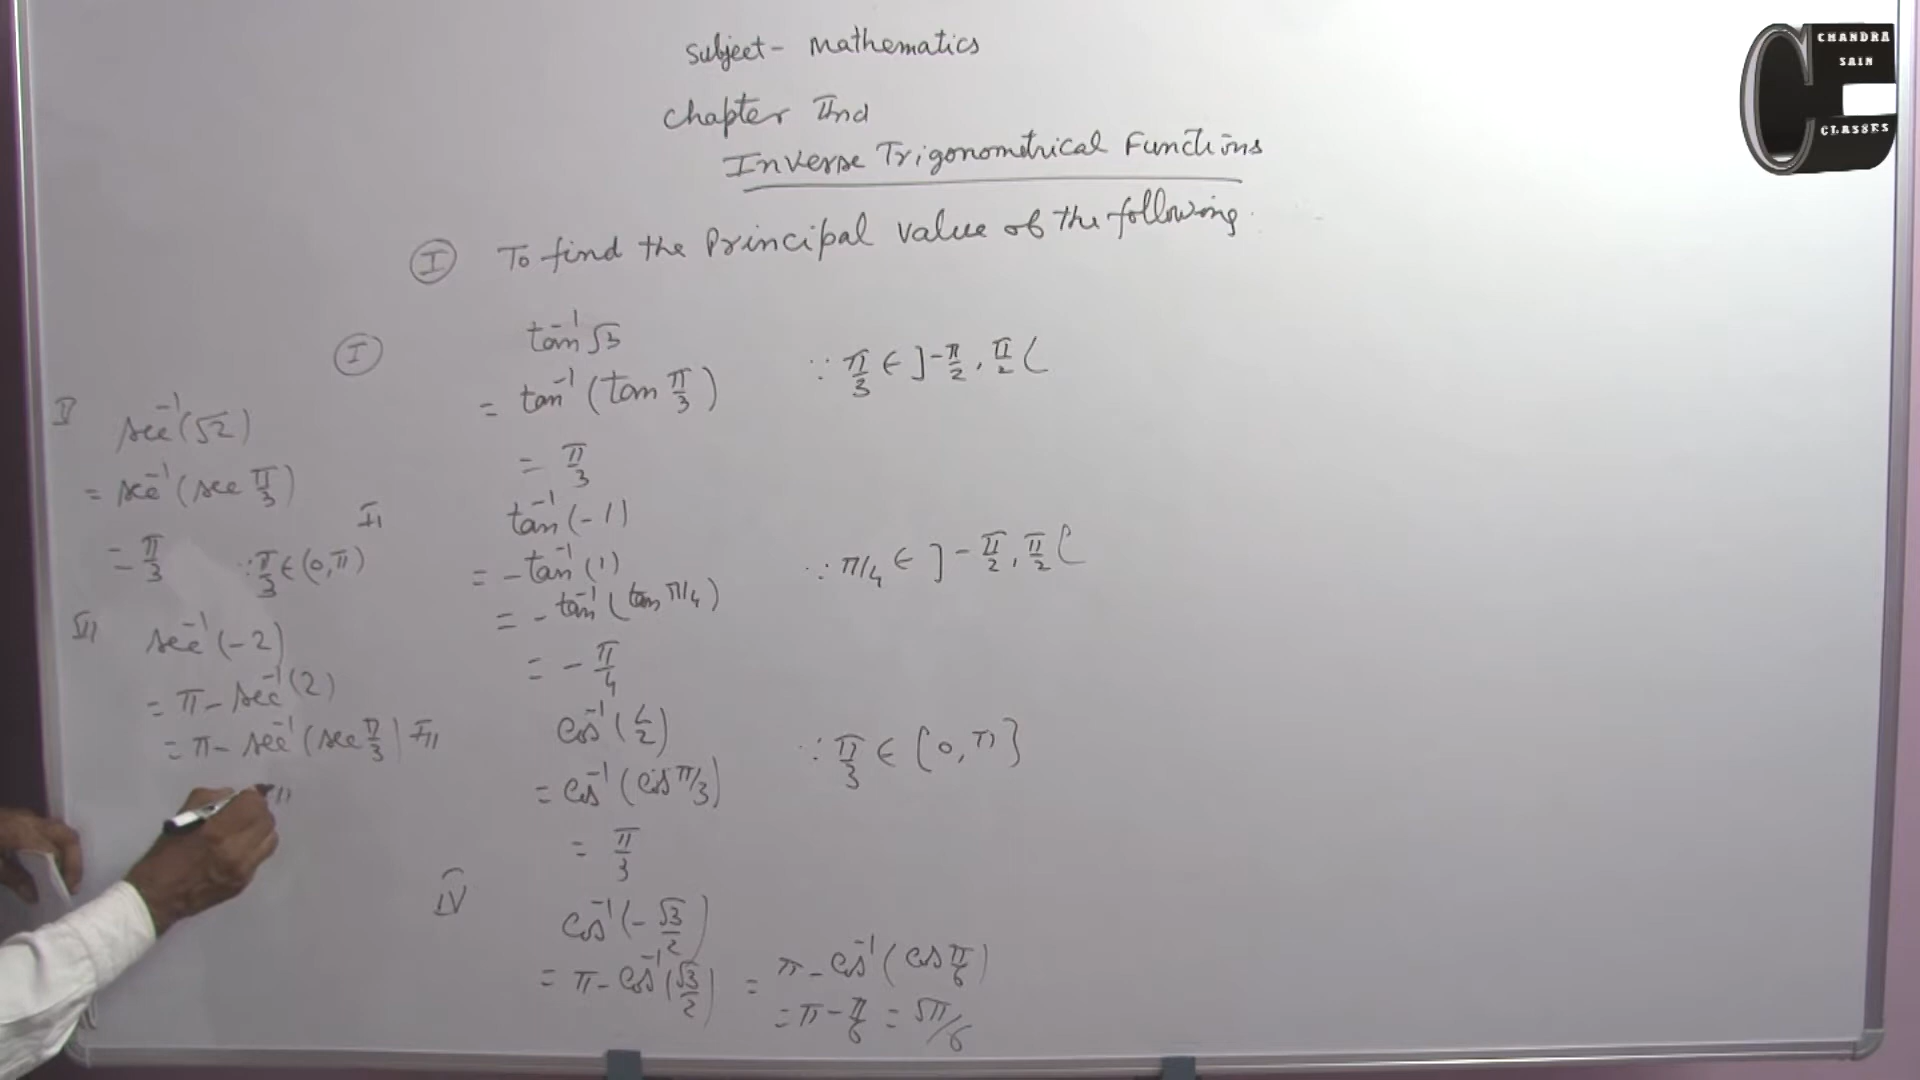 Subject - Mathematics
Chapter IInd
Inverse Trigonometrical Functions
I To find the Principal value of the following.
I tan⁻¹ √3
= tan⁻¹ (tan π/3) ∵ π/3 ∈ ]-π/2, π/2[
= π/3
II tan⁻¹ (-1)
= -tan⁻¹ (1) ∵ π/4 ∈ ]-π/2, π/2[
= -tan⁻¹ (tan π/4)
= -π/4
III cos⁻¹ (1/2)
= cos⁻¹ (cos π/3) ∵ π/3 ∈ [0, π]
= π/3
IV cos⁻¹ (-√3/2)
= π - cos⁻¹ (√3/2) = π - cos⁻¹ (cos π/6)
= π - π/6 = 5π/6
V sec⁻¹ (√2)
= sec⁻¹ (sec π/3)
= π/3 ∵ π/3 ∈ (0, π)
VI sec⁻¹ (-2)
= π - sec⁻¹ (2)
= π - sec⁻¹ (sec π/3)
CHANDRA
SAIN
CLASSES